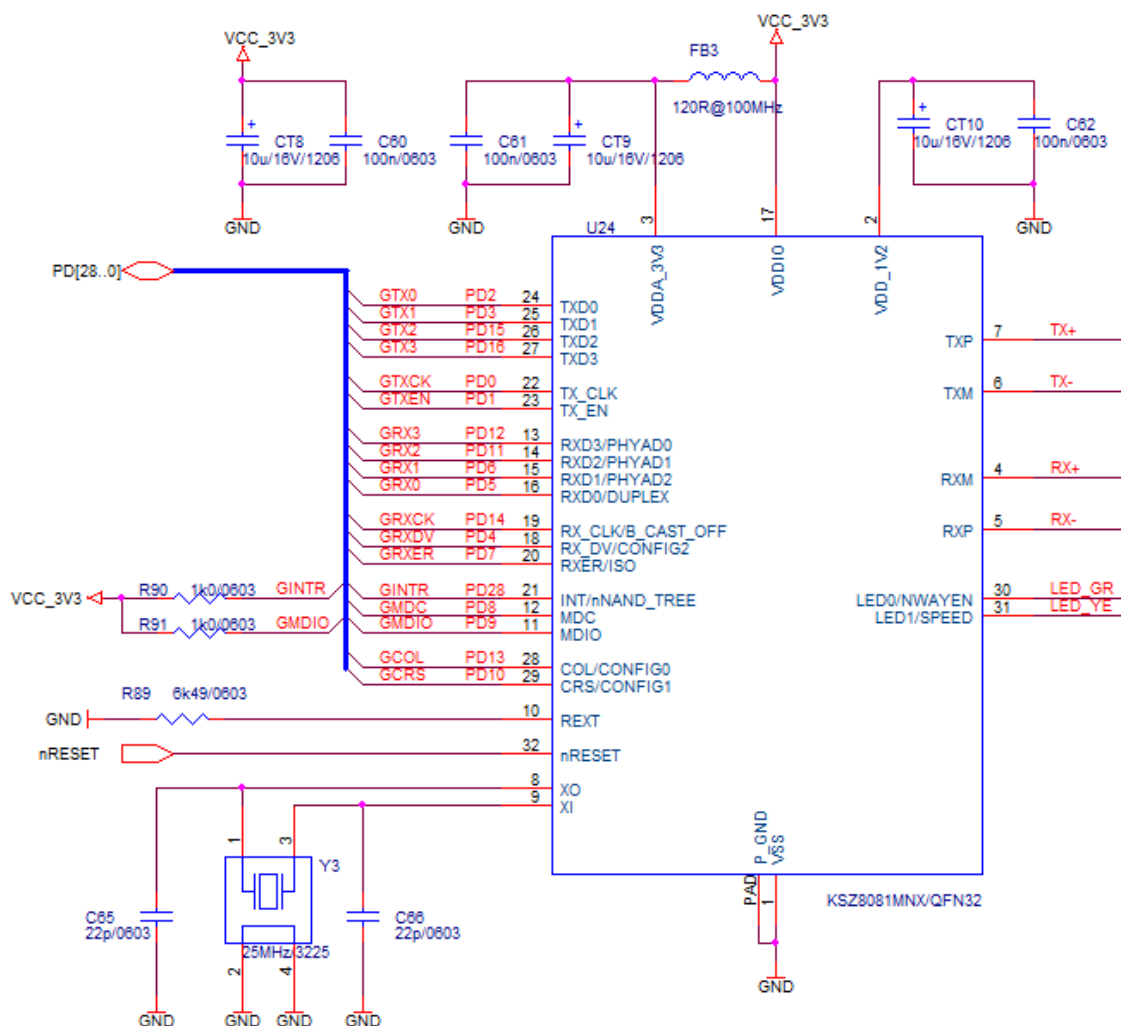 VCC_3V3
VCC_3V3
FB3
120R@100MHz
+
CT8
10u/16V/1206
C60
100n/0603
C61
100n/0603
+
CT9
10u/16V/1206
+
CT10
10u/16V/1206
C62
100n/0603
GND
GND
GND
3
17
2
U24
VDDA_3V3
VDDIO
VDD_1V2
PD[28..0]
GTX0 PD2 24 TXD0
GTX1 PD3 25 TXD1
GTX2 PD15 26 TXD2
GTX3 PD16 27 TXD3
TXP 7 TX+
GTXCK PD0 22 TX_CLK
GTXEN PD1 23 TX_EN
TXM 6 TX-
GRX3 PD12 13 RXD3/PHYAD0
GRX2 PD11 14 RXD2/PHYAD1
GRX1 PD6 15 RXD1/PHYAD2
GRX0 PD5 16 RXD0/DUPLEX
RXM 4 RX+
GRXCK PD14 19 RX_CLK/B_CAST_OFF
GRXDV PD4 18 RX_DV/CONFIG2
GRXER PD7 20 RXER/ISO
RXP 5 RX-
VCC_3V3
R90 1k0/0603 GINTR
GINTR PD28 21 INT/nNAND_TREE
GMDC PD8 12 MDC
R91 1k0/0603 GMDIO
GMDIO PD9 11 MDIO
LED0/NWAYEN 30 LED_GR
LED1/SPEED 31 LED_YE
GCOL PD13 28 COL/CONFIG0
GCRS PD10 29 CRS/CONFIG1
R89 6k49/0603
GND
10 REXT
nRESET 32 nRESET
8 XO
9 XI
1
3
Y3
25MHz/3225
2
4
C65
22p/0603
C66
22p/0603
P_GND
VSS
PAD
1
KSZ8081MNX/QFN32
GND
GND
GND
GND
GND